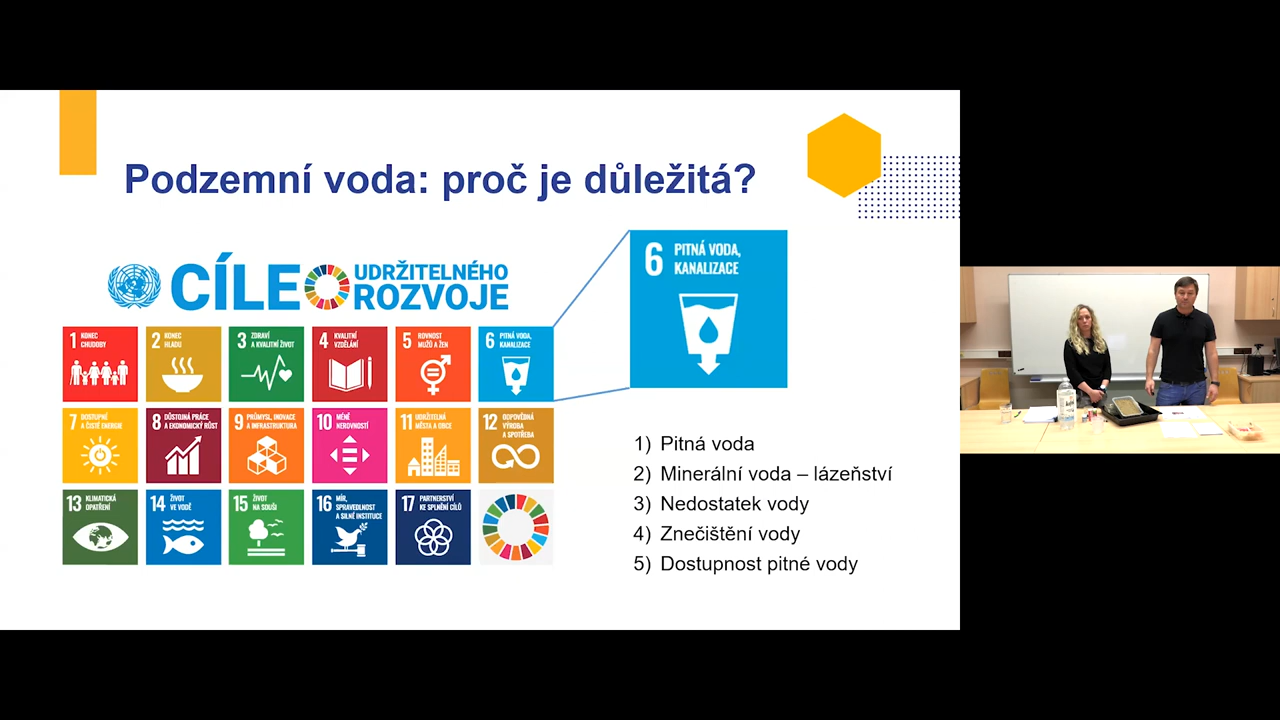 Podzemní voda: proč je důležitá?
CÍLE
UDRŽITELNÉHO
ROZVOJE
1 KONEC
CHUDOBY
2 KONEC
HLADU
3 ZDRAVÍ
A KVALITNÍ ŽIVOT
4 KVALITNÍ
VZDĚLÁNÍ
5 ROVNOST
MUŽŮ A ŽEN
6 PITNÁ VODA,
KANALIZACE
7 DOSTUPNÉ
A ČISTÉ ENERGIE
8 DŮSTOJNÁ PRÁCE
A EKONOMICKÝ RŮST
9 PRŮMYSL, INOVACE
A INFRASTRUKTURA
10 MÉNĚ
NEROVNOSTÍ
11 UDRŽITELNÁ
MĚSTA A OBCE
12 ODPOVĚDNÁ
VÝROBA
A SPOTŘEBA
13 KLIMATICKÁ
OPATŘENÍ
14 ŽIVOT
VE VODĚ
15 ŽIVOT
NA SOUŠI
16 MÍR,
SPRAVEDLNOST
A SILNÉ INSTITUCE
17 PARTNERSTVÍ
KE SPLNĚNÍ CÍLŮ
6 PITNÁ VODA,
KANALIZACE
1) Pitná voda
2) Minerální voda – lázeňství
3) Nedostatek vody
4) Znečištění vody
5) Dostupnost pitné vody